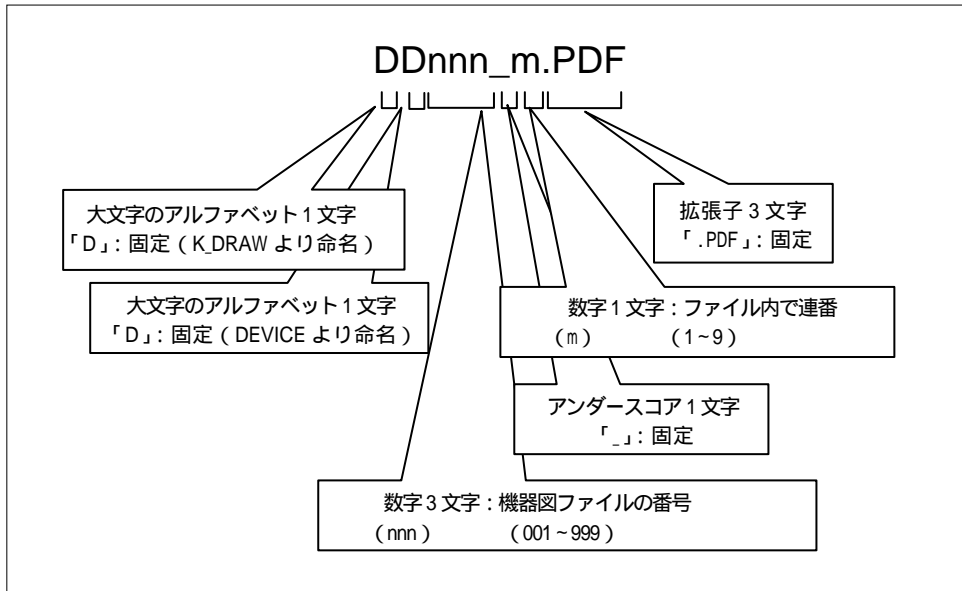 DDnnn_m.PDF
大文字のアルファベット1文字
「D」:固定(K_DRAWより命名)
大文字のアルファベット1文字
「D」:固定(DEVICEより命名)
拡張子3文字
「.PDF」:固定
数字1文字:ファイル内で連番
(m) (1~9)
アンダースコア1文字
「_」:固定
数字3文字:機器図ファイルの番号
(nnn) (001~999)